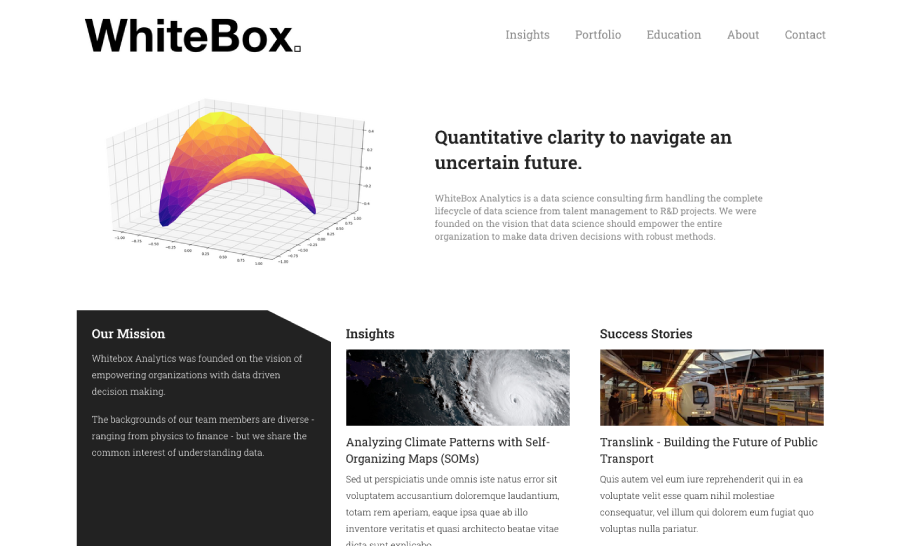 WhiteBox.
Insights Portfolio Education About Contact
Quantitative clarity to navigate an
uncertain future.
WhiteBox Analytics is a data science consulting firm handling the complete
lifecycle of data science from talent management to R&D projects. We were
founded on the vision that data science should empower the entire
organization to make data driven decisions with robust methods.
Our Mission
Whitebox Analytics was founded on the vision of
empowering organizations with data driven
decision making.
The backgrounds of our team members are diverse -
ranging from physics to finance - but we share the
common interest of understanding data.
Insights
Analyzing Climate Patterns with Self-
Organizing Maps (SOMs)
Sed ut perspiciatis unde omnis iste natus error sit
voluptatem accusantium doloremque laudantium,
totam rem aperiam, eaque ipsa quae ab illo
inventore veritatis et quasi architecto beatae vitae
dicta sunt explicabo
Success Stories
Translink - Building the Future of Public
Transport
Quis autem vel eum iure reprehenderit qui in ea
voluptate velit esse quam nihil molestiae
consequatur, vel illum qui dolorem eum fugiat quo
voluptas nulla pariatur.